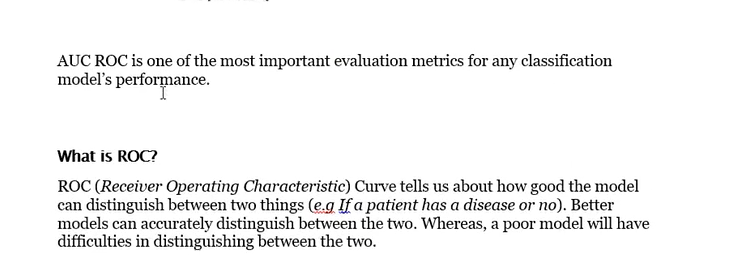 AUC ROC is one of the most important evaluation metrics for any classification
model’s performance.
What is ROC?
ROC (Receiver Operating Characteristic) Curve tells us about how good the model
can distinguish between two things (e.g If a patient has a disease or no). Better
models can accurately distinguish between the two. Whereas, a poor model will have
difficulties in distinguishing between the two.